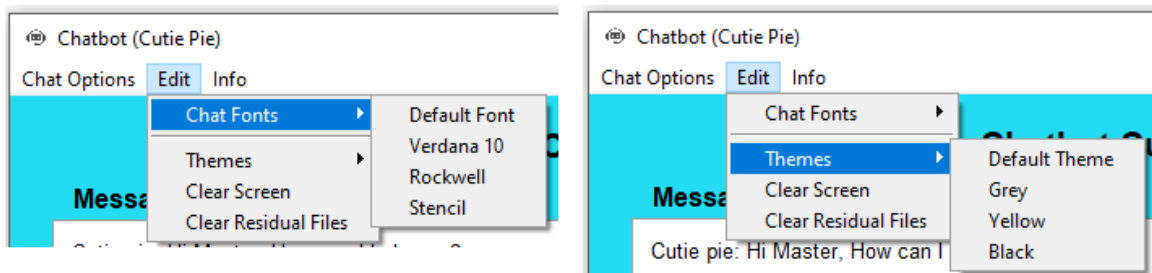 Chatbot (Cutie Pie)
Chat Options Edit Info
Chat Fonts
Themes
Clear Screen
Clear Residual Files
Default Font
Verdana 10
Rockwell
Stencil
Messa
Chatbot (Cutie Pie)
Chat Options Edit Info
Chat Fonts
Themes
Clear Screen
Clear Residual Files
Default Theme
Grey
Yellow
Black
Messa
Cutie pie: Hi Master, How can I